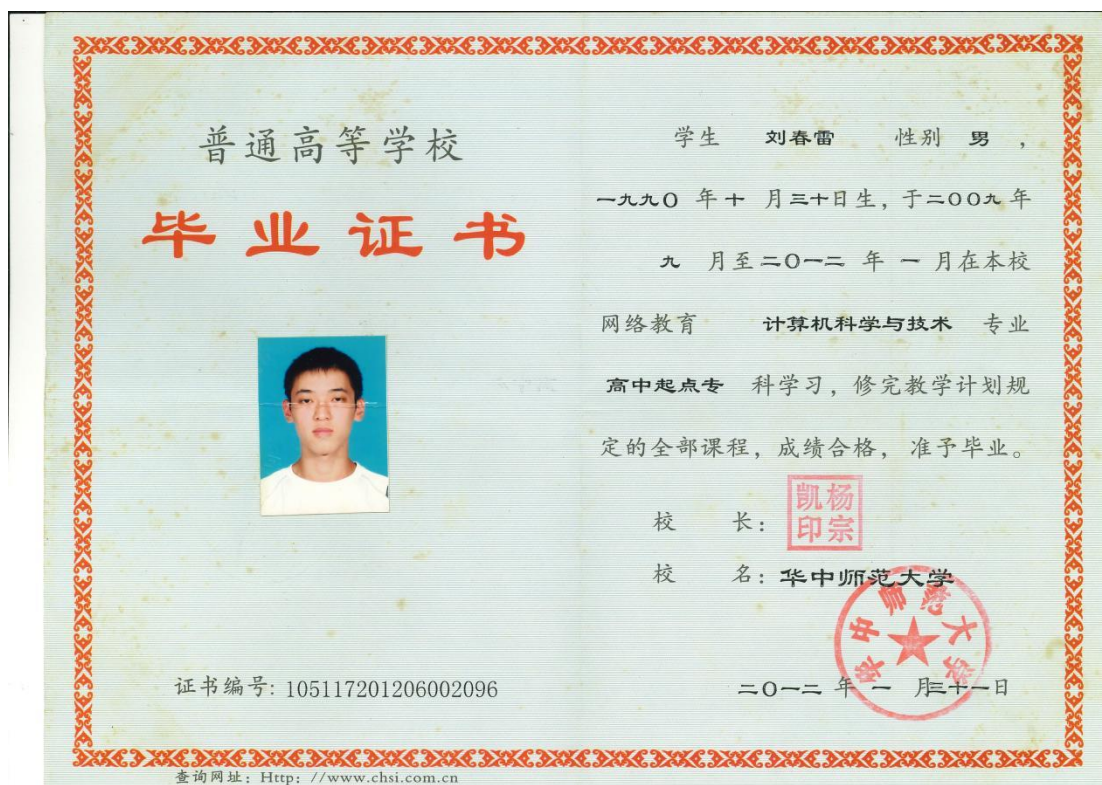 普通高等学校
毕业证书
证书编号: 105117201206002096
查询网址: Http: //www.chsi.com.cn
学生 刘春雷 性别 男 ,
一九九0 年十 月三十日生, 于二00九年
九 月至二0一二 年 一 月在本校
网络教育 计算机科学与技术 专业
高中起点专 科学习, 修完教学计划规
定的全部课程, 成绩合格, 准予毕业。
校 长:
杨宗凯印
校 名: 华中师范大学
华中师范大学
二0一二 年 一 月三十一日